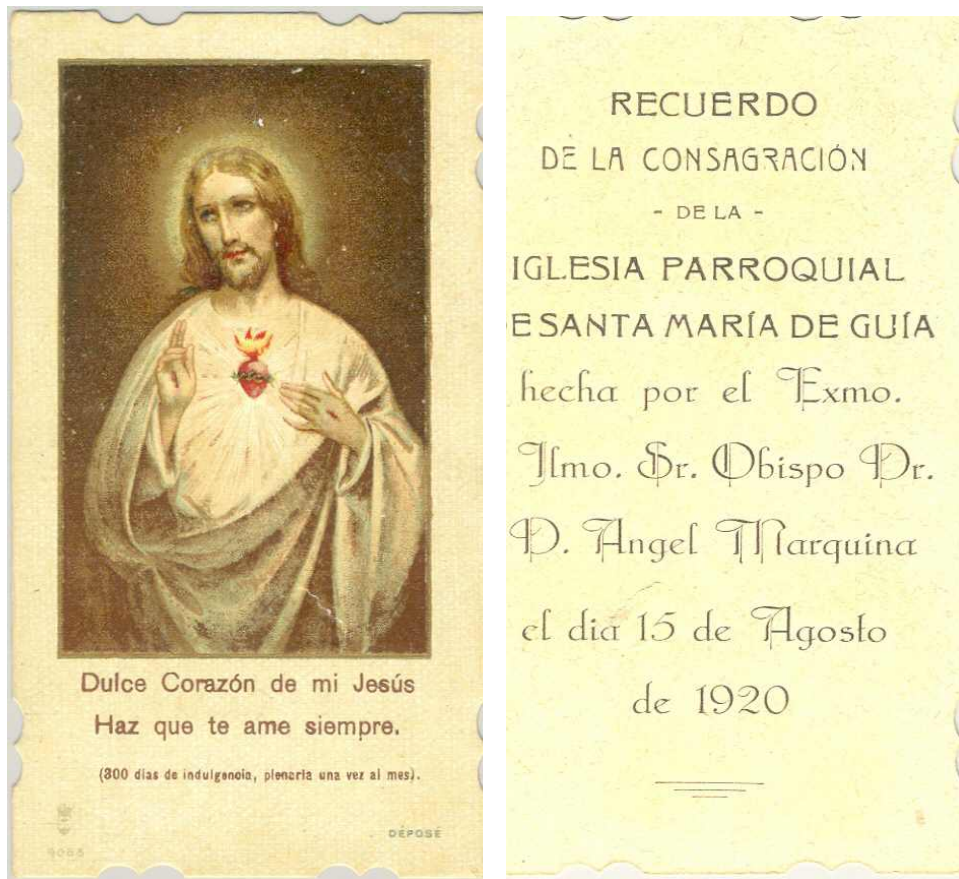 Dulce Corazón de mi Jesús
Haz que te ame siempre.
(300 dias de indulgencia, plenaria una vez al mes).
DÉPOSÉ
RECUERDO
DE LA CONSAGRACIÓN
- DE LA -
IGLESIA PARROQUIAL
E SANTA MARÍA DE GUÍA
hecha por el Exmo.
Ilmo. Sr. Obispo Dr.
D. Angel Marquina
el dia 15 de Agosto
de 1920